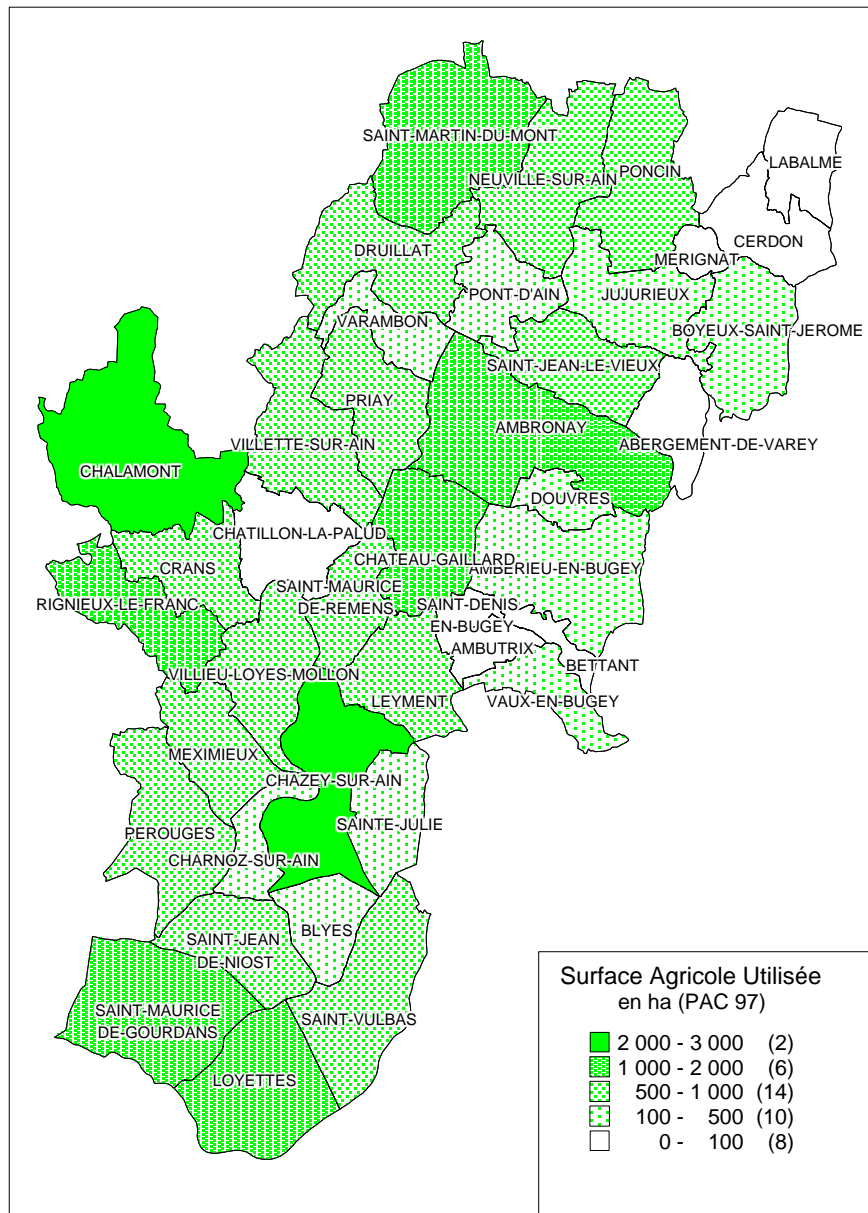 SAINT-MARTIN-DU-MONT
LABALME
PONCIN
NEUVILLE-SUR-AIN
CERDON
DRUILLAT
MERIGNAT
PONT-D'AIN
JUJURIEUX
VARAMBON
BOYEUX-SAINT-JEROME
SAINT-JEAN-LE-VIEUX
PRIAY
AMBRONAY
VILLETTE-SUR-AIN
ABERGEMENT-DE-VAREY
CHALAMONT
DOUVRES
CHATILLON-LA-PALUD
CHATEAU-GAILLARD
CRANS
AMBERIEU-EN-BUGEY
SAINT-MAURICE
DE-REMENS
RIGNIEUX-LE-FRANC
SAINT-DENIS
EN-BUGEY
AMBUTRIX
BETTANT
VILLIEU-LOYES-MOLLON
LEYMENT
VAUX-EN-BUGEY
MEXIMIEUX
CHAZEY-SUR-AIN
SAINTE-JULIE
PEROUGES
CHARNOZ-SUR-AIN
BLYES
SAINT-JEAN
DE-NIOST
SAINT-MAURICE
DE-GOURDANS
SAINT-VULBAS
LOYETTES
Surface Agricole Utilisée
en ha (PAC 97)
2 000 - 3 000 (2)
1 000 - 2 000 (6)
500 - 1 000 (14)
100 - 500 (10)
0 - 100 (8)